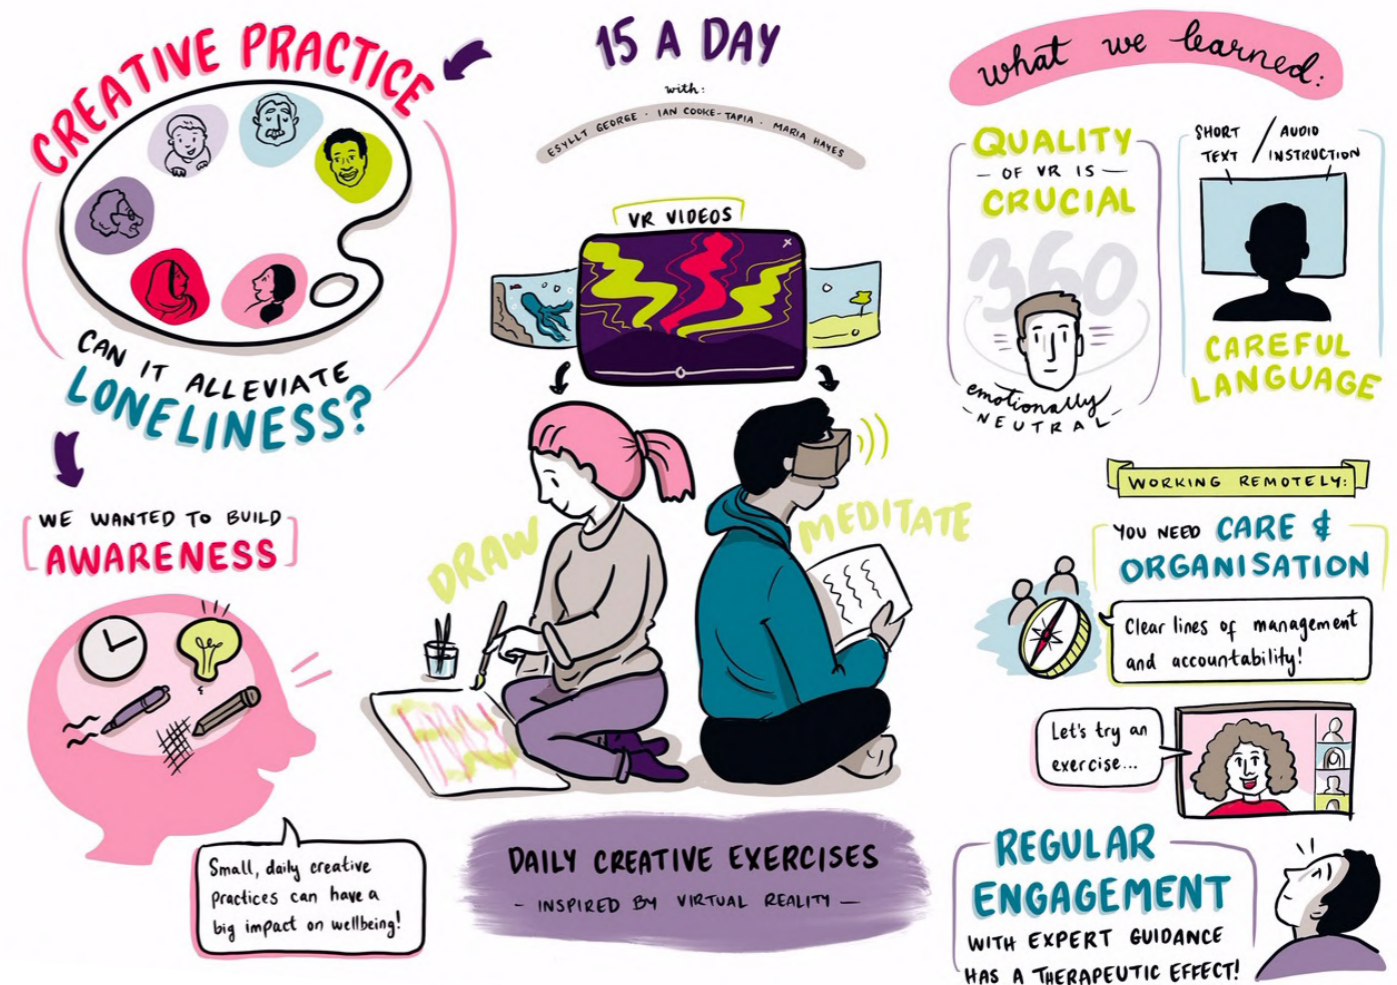 CREATIVE PRACTICE
CAN IT ALLEVIATE
LONELINESS?
WE WANTED TO BUILD
AWARENESS
Small, daily creative
practices can have a
big impact on wellbeing!
15 A DAY
with:
ESYLLT GEORGE · IAN COOKE-TAPIA · MARIA HAYES
VR VIDEOS
DRAW
MEDITATE
DAILY CREATIVE EXERCISES
- INSPIRED BY VIRTUAL REALITY -
what we learned:
QUALITY
- OF VR IS -
CRUCIAL
360
emotionally
- NEUTRAL -
SHORT / AUDIO
TEXT / INSTRUCTION
CAREFUL
LANGUAGE
WORKING REMOTELY:
YOU NEED CARE &
ORGANISATION
Clear lines of management
and accountability!
Let's try an
exercise...
REGULAR
ENGAGEMENT
WITH EXPERT GUIDANCE
HAS A THERAPEUTIC EFFECT!